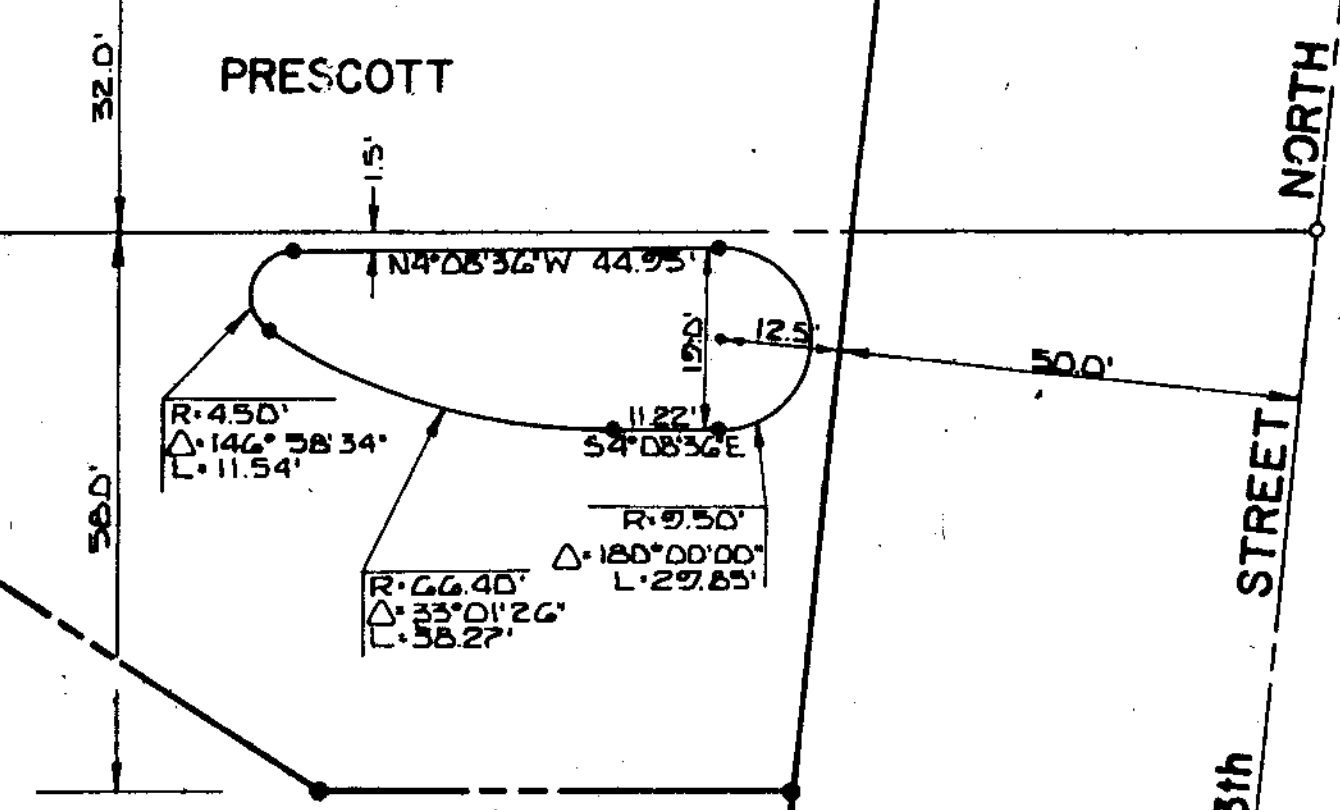 32.0'
PRESCOTT
1.5'
NORTH
N4°08'36"W 44.95'
19.0'
12.5'
50.0'
R=4.50'
Δ=146°58'34"
L=11.54'
11.22'
S4°08'36"E
58.0'
R=9.50'
Δ=180°00'00"
L=29.85'
R=66.40'
Δ=33°01'26"
L=38.27'
STREET
3th